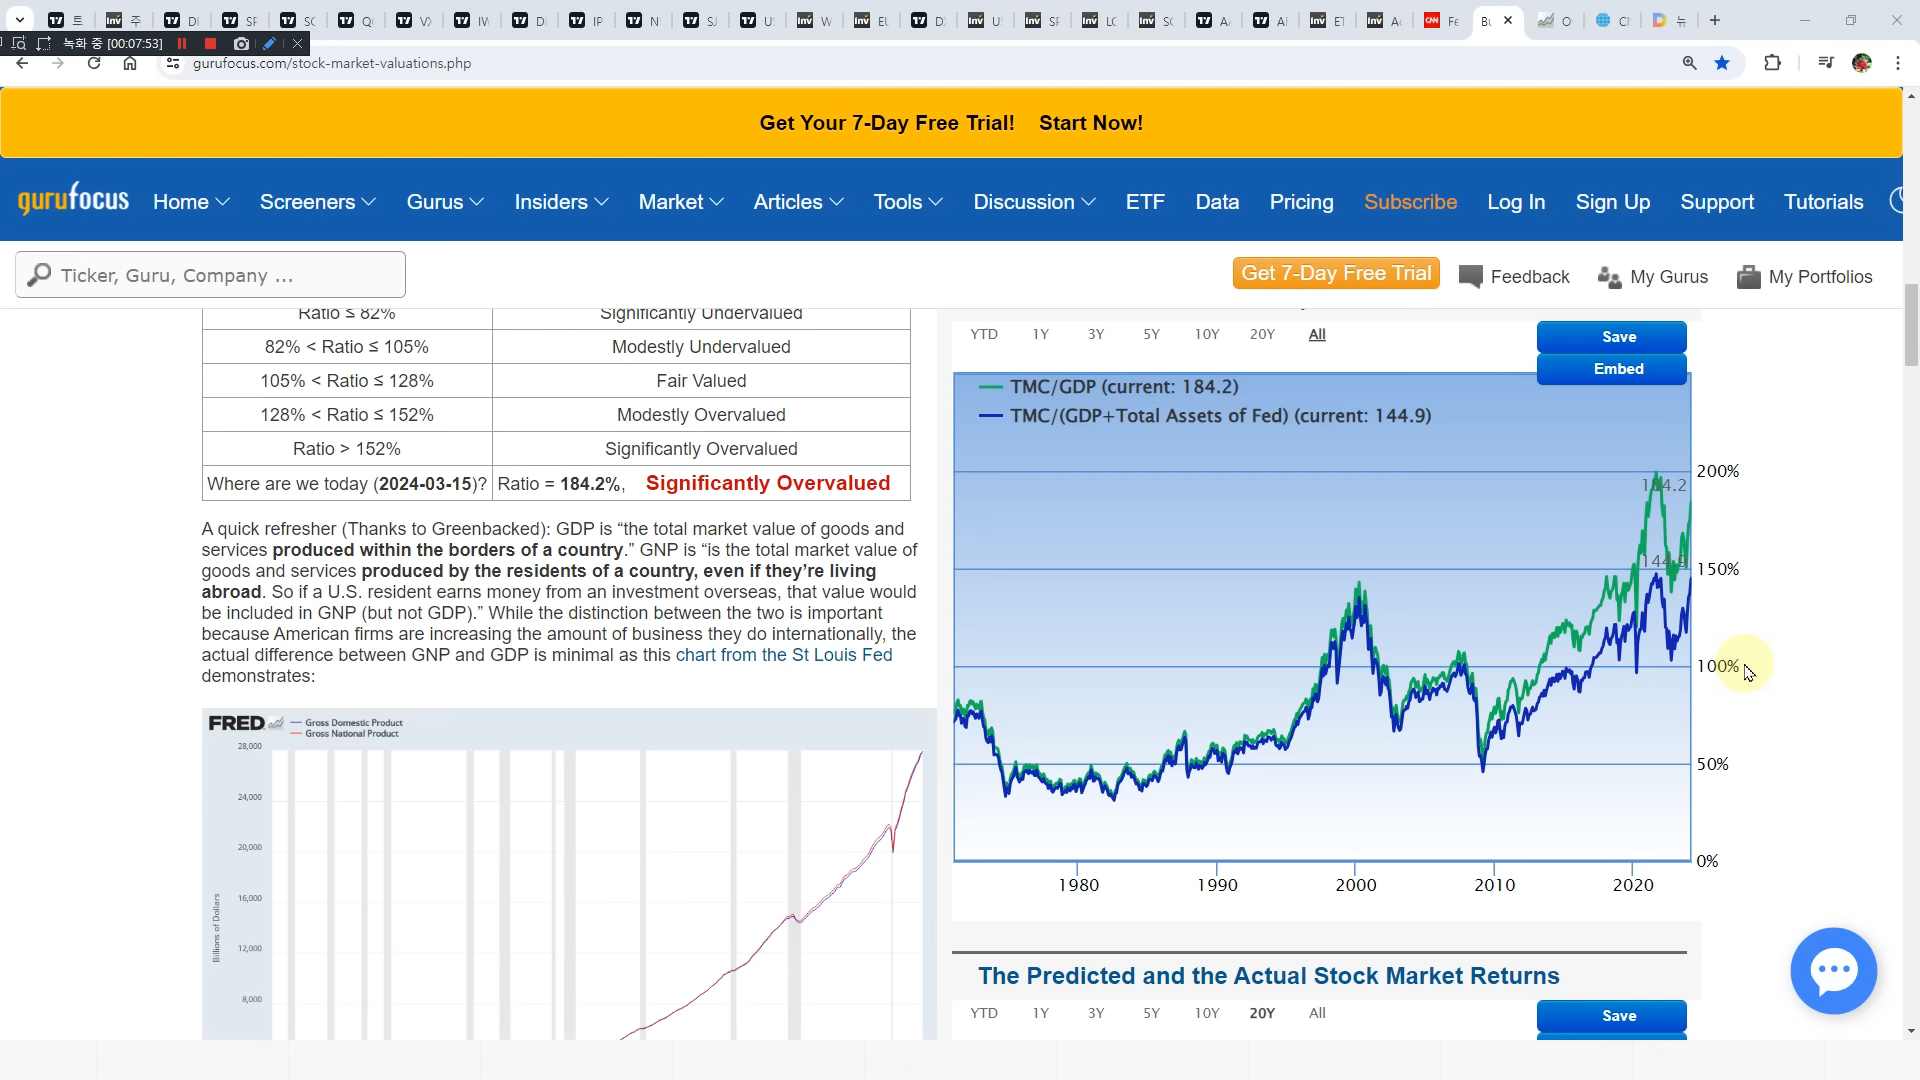 녹화 중 [00:07:53]
gurufocus.com/stock-market-valuations.php
Get Your 7-Day Free Trial! Start Now!
gurufocus
Home Screeners Gurus Insiders Market Articles Tools Discussion ETF Data Pricing Subscribe Log In Sign Up Support Tutorials
Ticker, Guru, Company ...
Get 7-Day Free Trial Feedback My Gurus My Portfolios
Ratio ≤ 82% Significantly Undervalued
82% < Ratio ≤ 105% Modestly Undervalued
105% < Ratio ≤ 128% Fair Valued
128% < Ratio ≤ 152% Modestly Overvalued
Ratio > 152% Significantly Overvalued
Where are we today (2024-03-15)? Ratio = 184.2%, Significantly Overvalued
A quick refresher (Thanks to Greenbacked): GDP is “the total market value of goods and
services produced within the borders of a country.” GNP is “is the total market value of
goods and services produced by the residents of a country, even if they’re living
abroad. So if a U.S. resident earns money from an investment overseas, that value would
be included in GNP (but not GDP).” While the distinction between the two is important
because American firms are increasing the amount of business they do internationally, the
actual difference between GNP and GDP is minimal as this chart from the St Louis Fed
demonstrates:
FRED
Gross Domestic Product
Gross National Product
28,000
24,000
20,000
16,000
12,000
8,000
Billions of Dollars
YTD 1Y 3Y 5Y 10Y 20Y All
Save
Embed
TMC/GDP (current: 184.2)
TMC/(GDP+Total Assets of Fed) (current: 144.9)
200%
184.2
144.9
150%
100%
50%
0%
1980 1990 2000 2010 2020
The Predicted and the Actual Stock Market Returns
YTD 1Y 3Y 5Y 10Y 20Y All
Save